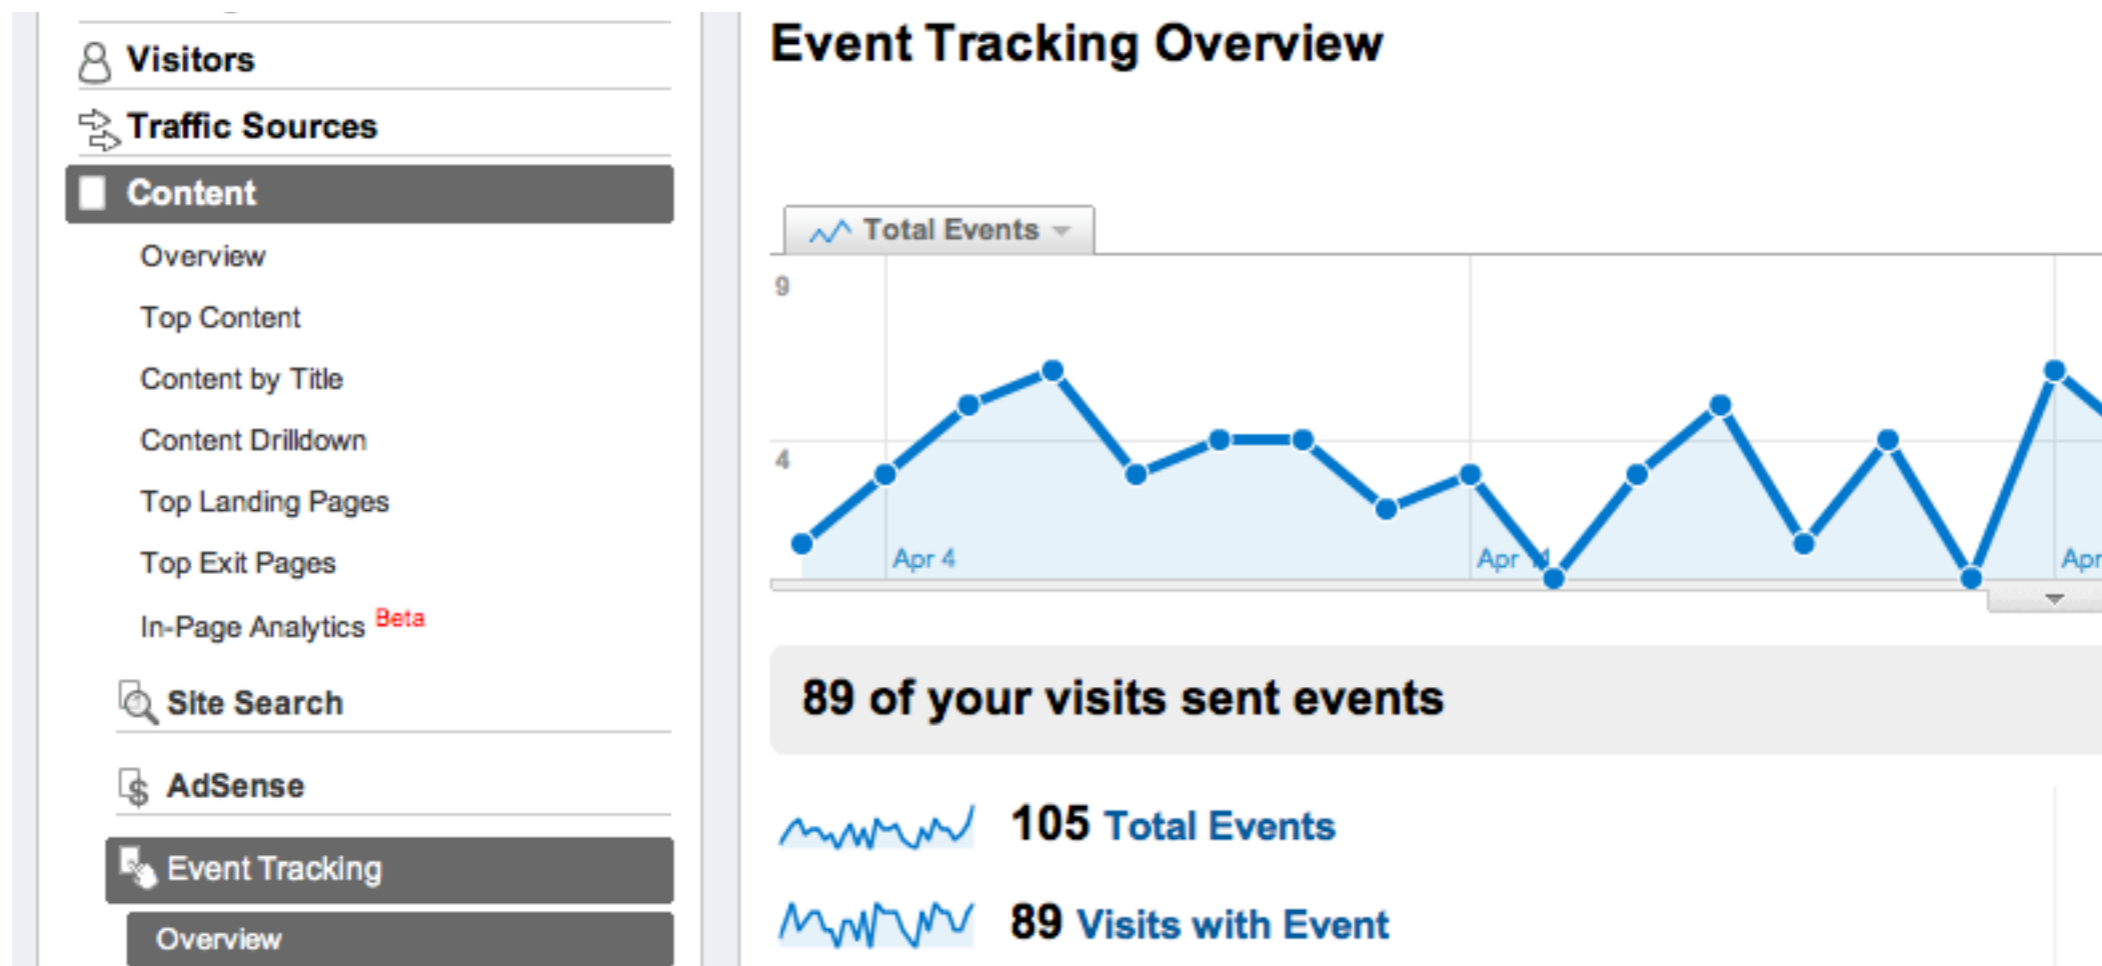 Visitors
Traffic Sources
Content
Overview
Top Content
Content by Title
Content Drilldown
Top Landing Pages
Top Exit Pages
In-Page Analytics Beta
Site Search
AdSense
Event Tracking
Overview
Event Tracking Overview
Total Events
9
4
Apr 4
Apr
Apr
89 of your visits sent events
105 Total Events
89 Visits with Event